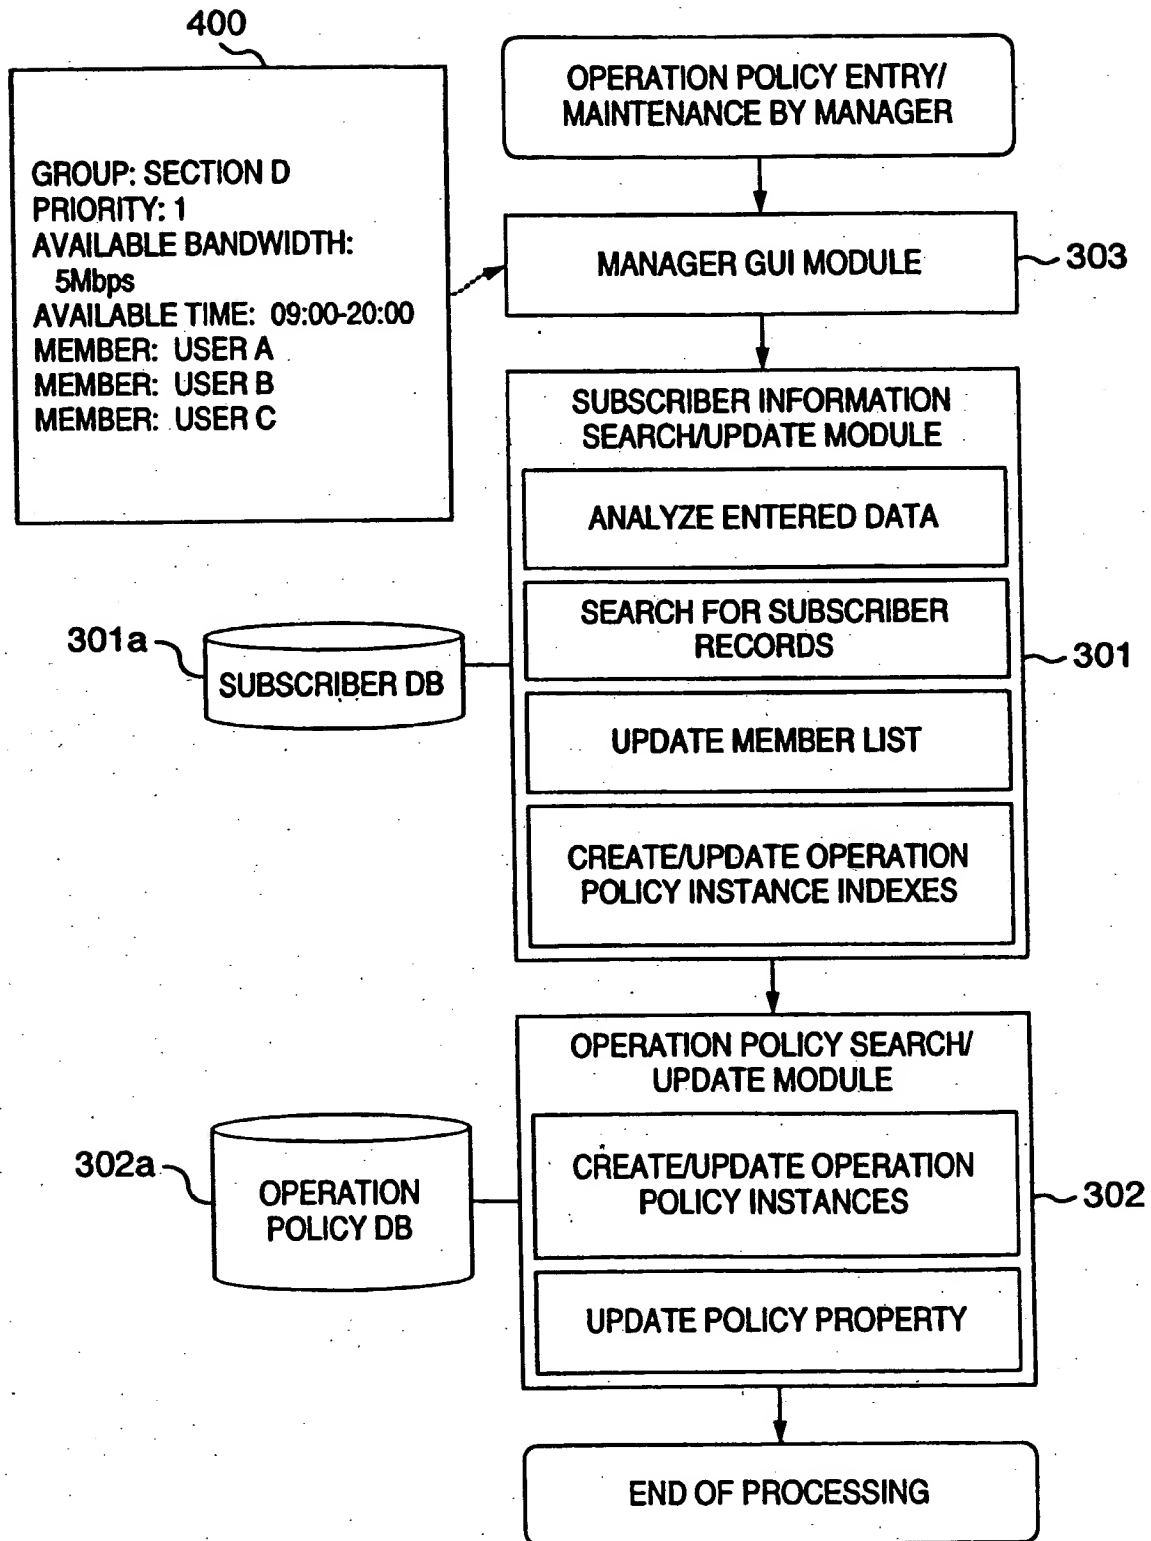 400
GROUP: SECTION D
PRIORITY: 1
AVAILABLE BANDWIDTH:
5Mbps
AVAILABLE TIME: 09:00-20:00
MEMBER: USER A
MEMBER: USER B
MEMBER: USER C
OPERATION POLICY ENTRY/
MAINTENANCE BY MANAGER
MANAGER GUI MODULE
303
SUBSCRIBER INFORMATION
SEARCH/UPDATE MODULE
ANALYZE ENTERED DATA
SEARCH FOR SUBSCRIBER
RECORDS
UPDATE MEMBER LIST
CREATE/UPDATE OPERATION
POLICY INSTANCE INDEXES
301
301a
SUBSCRIBER DB
OPERATION POLICY SEARCH/
UPDATE MODULE
CREATE/UPDATE OPERATION
POLICY INSTANCES
UPDATE POLICY PROPERTY
302
302a
OPERATION
POLICY DB
END OF PROCESSING